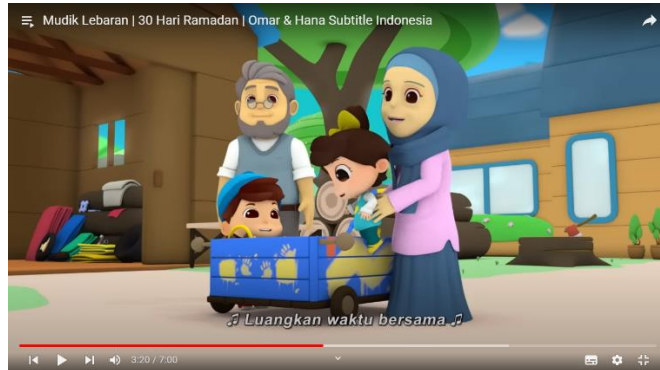 Mudik Lebaran | 30 Hari Ramadan | Omar & Hana Subtitle Indonesia
♫ Luangkan waktu bersama ♫
3:20 / 7:00